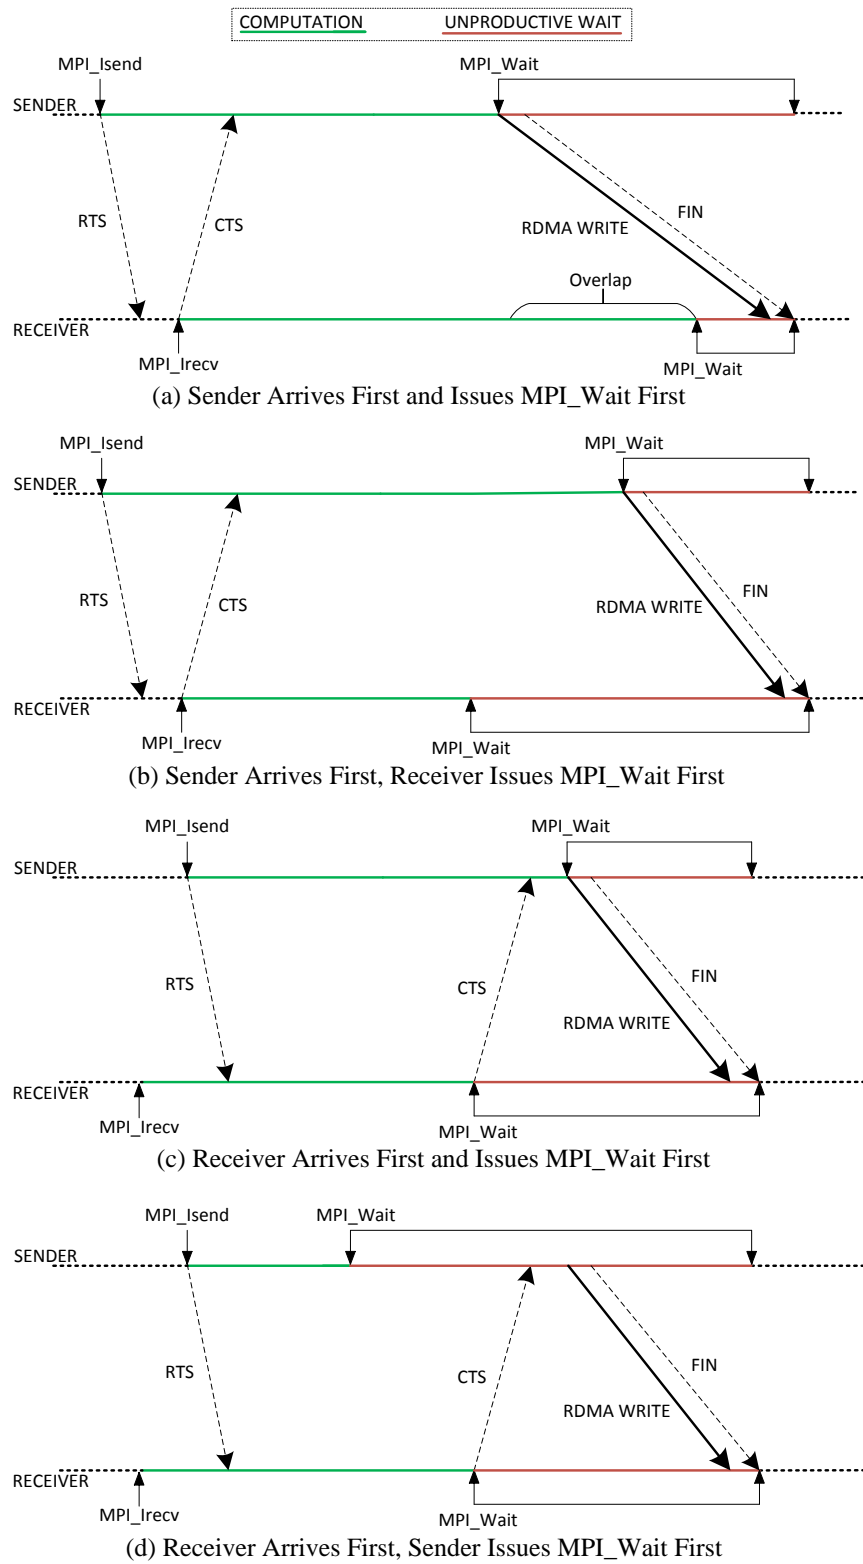 COMPUTATION UNPRODUCTIVE WAIT
MPI_Isend MPI_Wait
SENDER
RTS CTS RDMA WRITE FIN
Overlap
RECEIVER
MPI_Irecv MPI_Wait
(a) Sender Arrives First and Issues MPI_Wait First
MPI_Isend MPI_Wait
SENDER
RTS CTS RDMA WRITE FIN
RECEIVER
MPI_Irecv MPI_Wait
(b) Sender Arrives First, Receiver Issues MPI_Wait First
MPI_Isend MPI_Wait
SENDER
RTS CTS RDMA WRITE FIN
RECEIVER
MPI_Irecv MPI_Wait
(c) Receiver Arrives First and Issues MPI_Wait First
MPI_Isend MPI_Wait
SENDER
RTS CTS RDMA WRITE FIN
RECEIVER
MPI_Irecv MPI_Wait
(d) Receiver Arrives First, Sender Issues MPI_Wait First